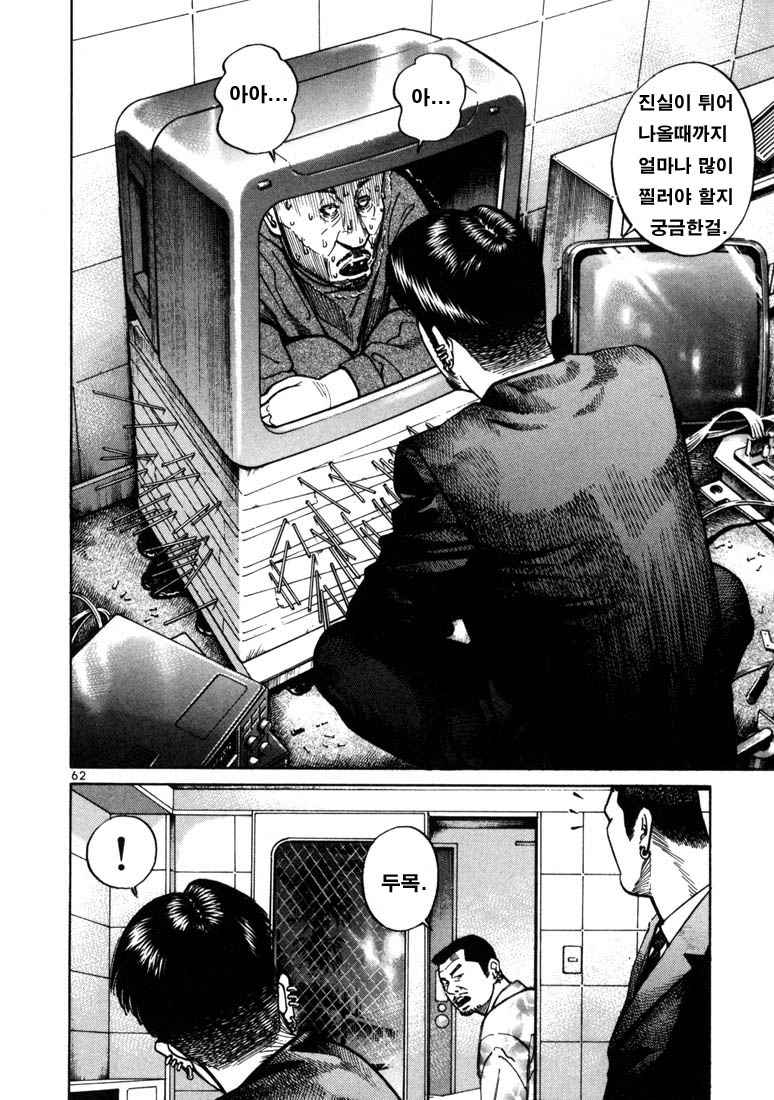 진실이 튀어
나올때까지
얼마나 많이
찔러야 할지
궁금한걸.
아...
아아...
62
두목.
!